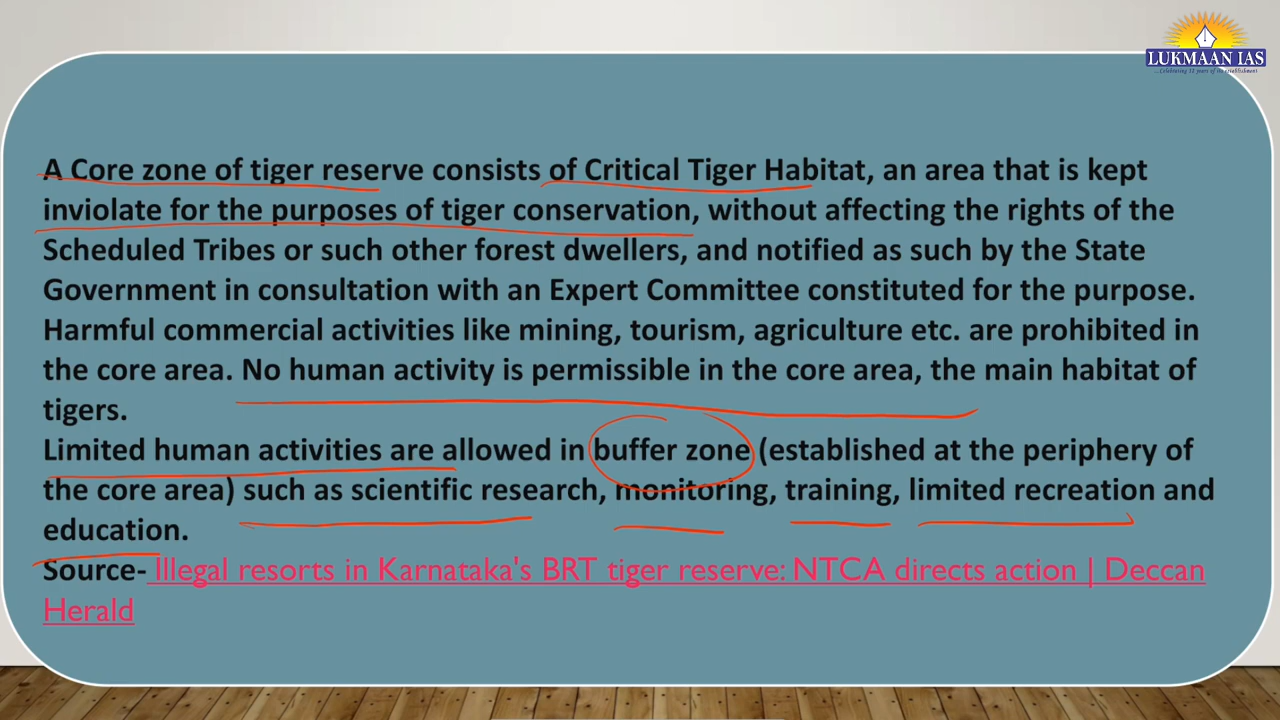 LUKMAAN IAS
...Celebrating 12 years of its establishment
A Core zone of tiger reserve consists of Critical Tiger Habitat, an area that is kept
inviolate for the purposes of tiger conservation, without affecting the rights of the
Scheduled Tribes or such other forest dwellers, and notified as such by the State
Government in consultation with an Expert Committee constituted for the purpose.
Harmful commercial activities like mining, tourism, agriculture etc. are prohibited in
the core area. No human activity is permissible in the core area, the main habitat of
tigers.
Limited human activities are allowed in buffer zone (established at the periphery of
the core area) such as scientific research, monitoring, training, limited recreation and
education.
Source- Illegal resorts in Karnataka's BRT tiger reserve: NTCA directs action | Deccan
Herald